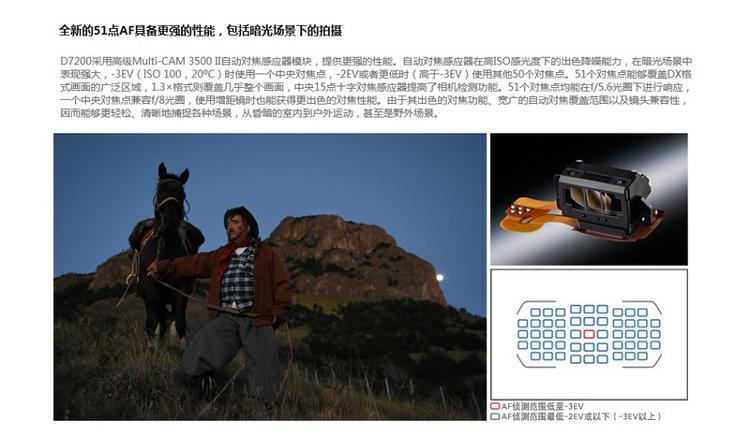 全新的51点AF具备更强的性能，包括暗光场景下的拍摄
D7200采用高级Multi-CAM 3500 II自动对焦感应器模块，提供更强的性能。自动对焦感应器在高ISO感光度下的出色降噪能力，在暗光场景中
表现强大，-3EV（ISO 100，20ºC）时使用一个中央对焦点，-2EV或者更低时（高于-3EV）使用其他50个对焦点。51个对焦点能够覆盖DX格
式画面的广泛区域，1.3×格式则覆盖几乎整个画面，中央15点十字对焦感应器提高了相机检测功能。51个对焦点均能在f/5.6光圈下进行响应，
一个中央对焦点兼容f/8光圈，使用增距镜时也能获得更出色的对焦性能。由于其出色的对焦功能、宽广的自动对焦覆盖范围以及镜头兼容性，
因而能够更轻松、清晰地捕捉各种场景，从昏暗的室内到户外运动，甚至是野外场景。
AF侦测范围低至-3EV
AF侦测范围最低-2EV或以下（-3EV以上）